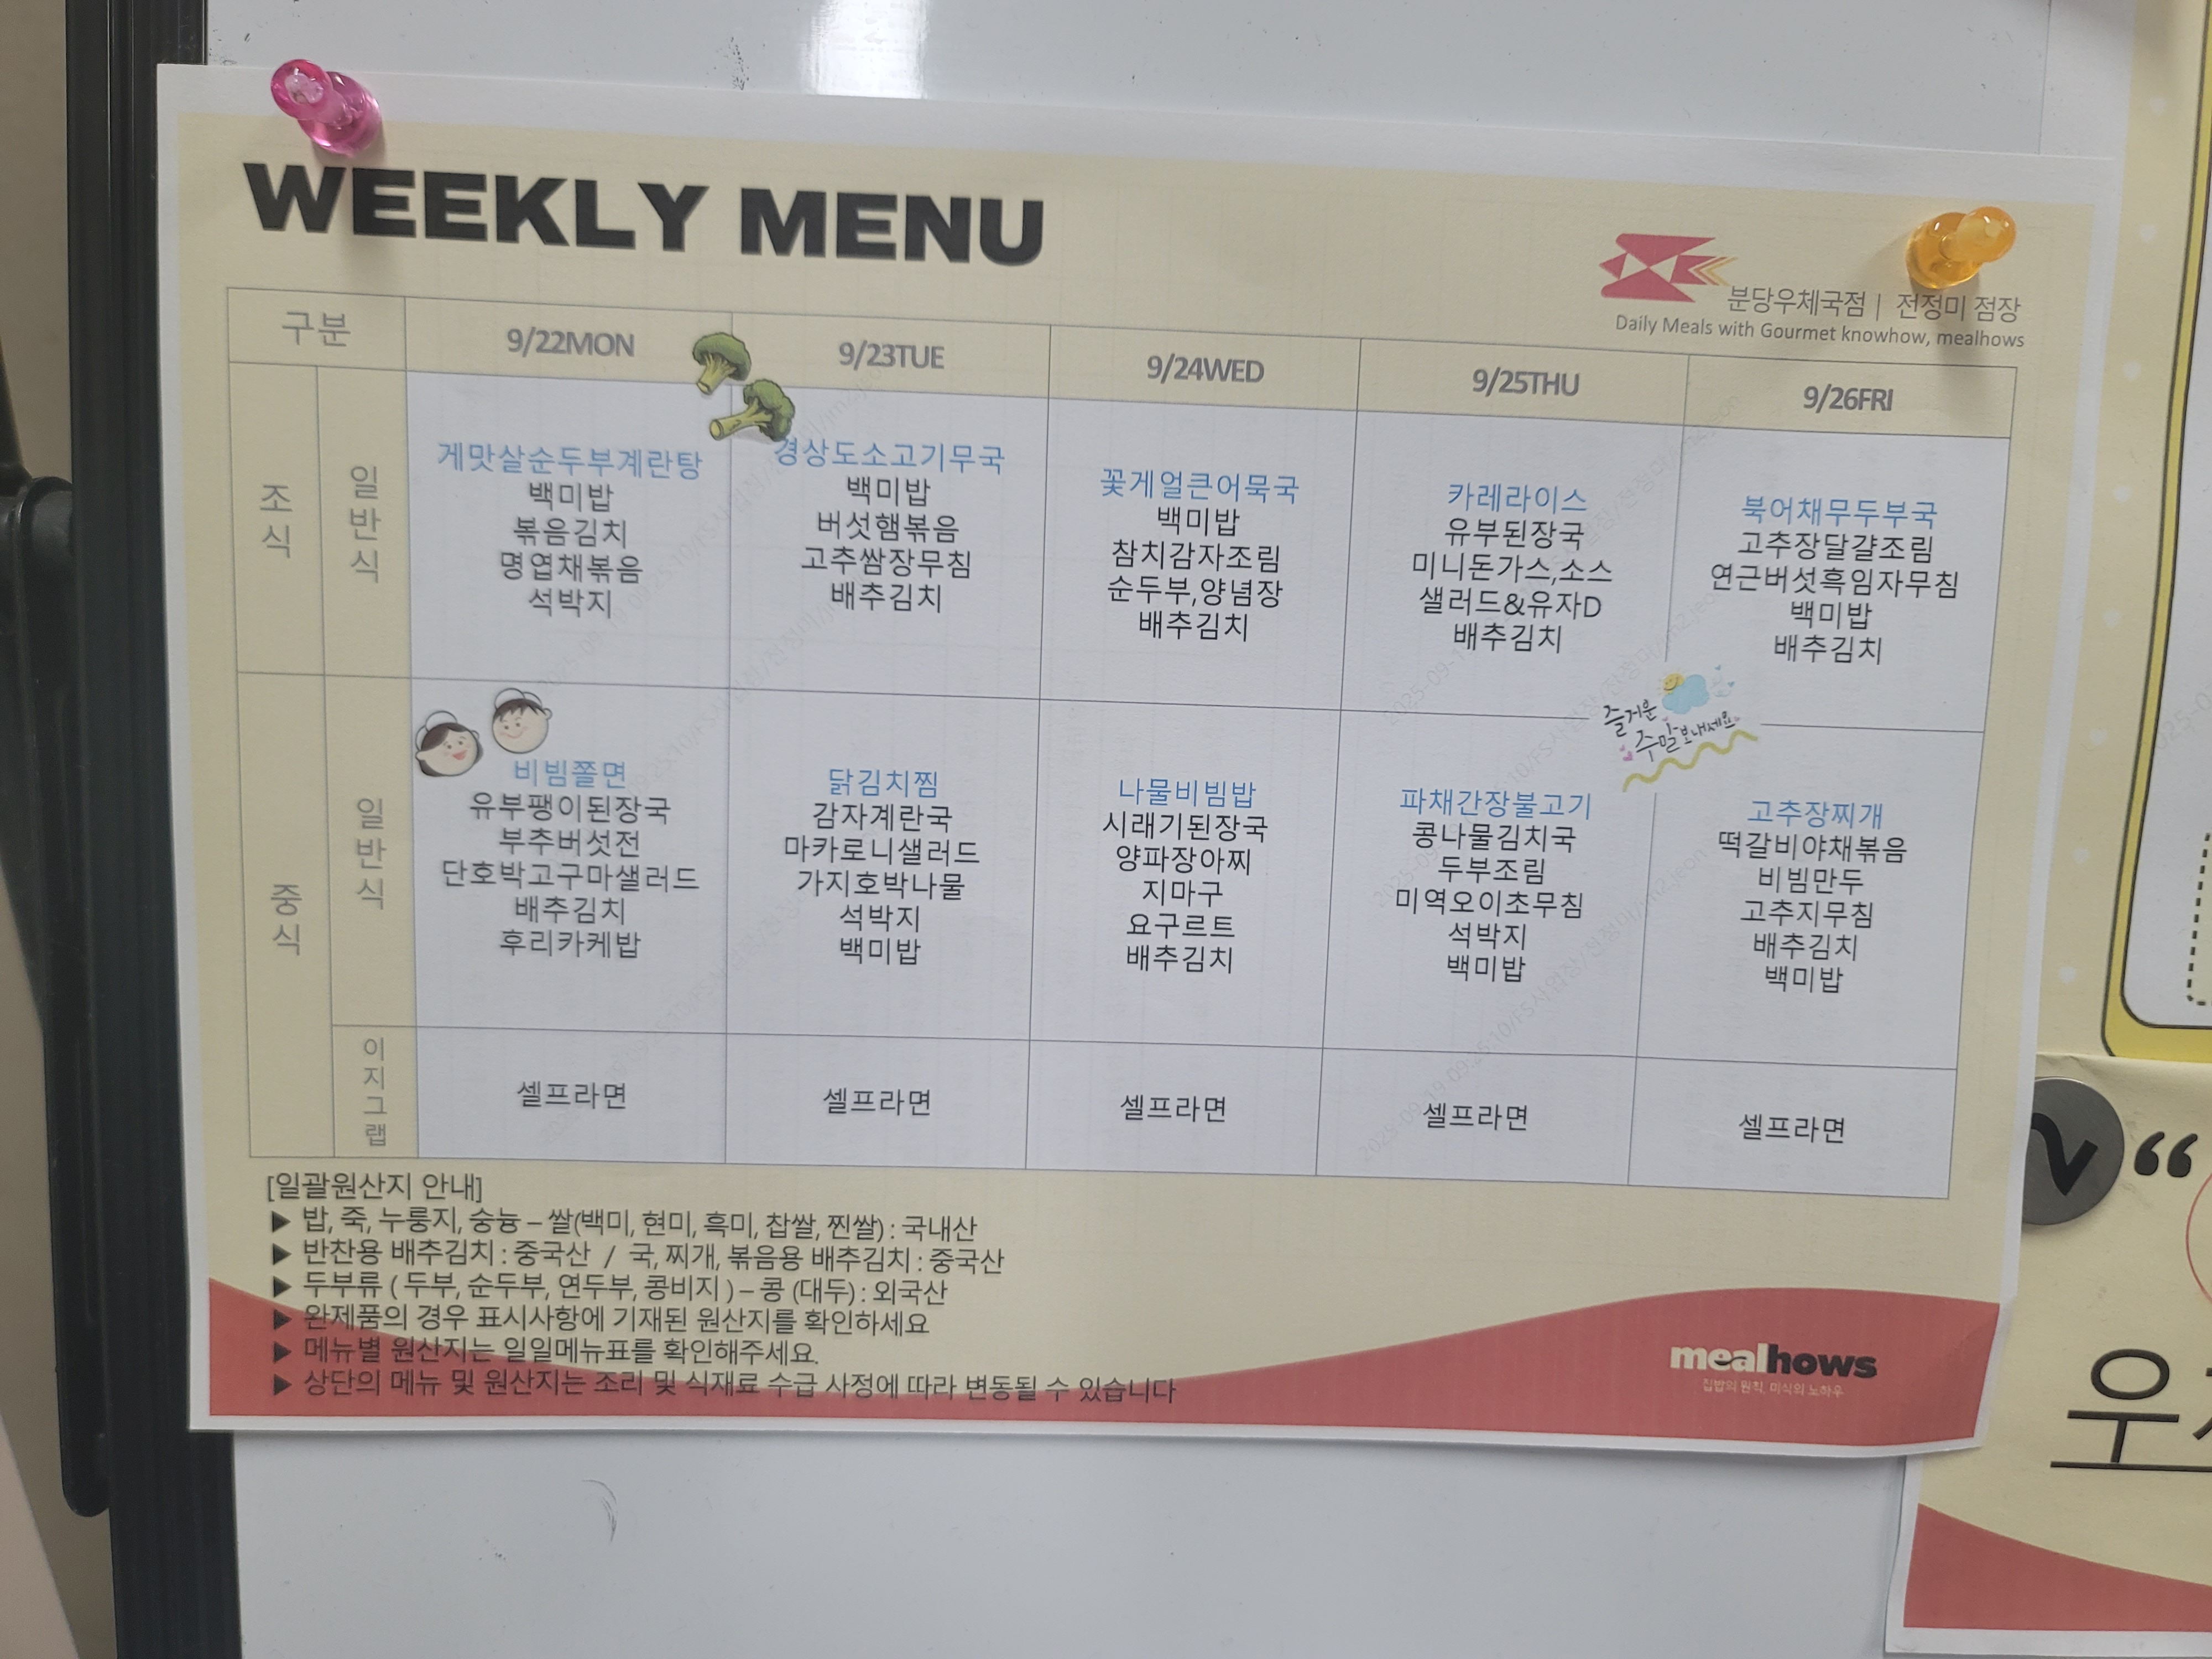 WEEKLY MENU
분당우체국점 | 전정미 점장
Daily Meals with Gourmet knowhow, mealhows
구분
9/22MON
9/23TUE
9/24WED
9/25THU
9/26FRI
조식
일반식
게맛살순두부계란탕
백미밥
볶음김치
명엽채볶음
석박지
경상도소고기무국
백미밥
버섯햄볶음
고추쌈장무침
배추김치
꽃게얼큰어묵국
백미밥
참치감자조림
순두부,양념장
배추김치
카레라이스
유부된장국
미니돈가스,소스
샐러드&유자D
배추김치
북어채무두부국
고추장달걀조림
연근버섯흑임자무침
백미밥
배추김치
즐거운
주말보내세요
중식
일반식
비빔쫄면
유부팽이된장국
부추버섯전
단호박고구마샐러드
배추김치
후리카케밥
닭김치찜
감자계란국
마카로니샐러드
가지호박나물
석박지
백미밥
나물비빔밥
시래기된장국
양파장아찌
지마구
요구르트
배추김치
파채간장불고기
콩나물김치국
두부조림
미역오이초무침
석박지
백미밥
고추장찌개
떡갈비야채볶음
비빔만두
고추지무침
배추김치
백미밥
이지그랩
셀프라면
셀프라면
셀프라면
셀프라면
셀프라면
[일괄원산지 안내]
▶ 밥, 죽, 누룽지, 숭늉 – 쌀(백미, 현미, 흑미, 찹쌀, 찐쌀) : 국내산
▶ 반찬용 배추김치 : 중국산 / 국, 찌개, 볶음용 배추김치 : 중국산
▶ 두부류 ( 두부, 순두부, 연두부, 콩비지 ) – 콩 (대두) : 외국산
▶ 완제품의 경우 표시사항에 기재된 원산지를 확인하세요
▶ 메뉴별 원산지는 일일메뉴표를 확인해주세요.
▶ 상단의 메뉴 및 원산지는 조리 및 식재료 수급 사정에 따라 변동될 수 있습니다
mealhows
집밥의 원칙, 미식의 노하우
“
우